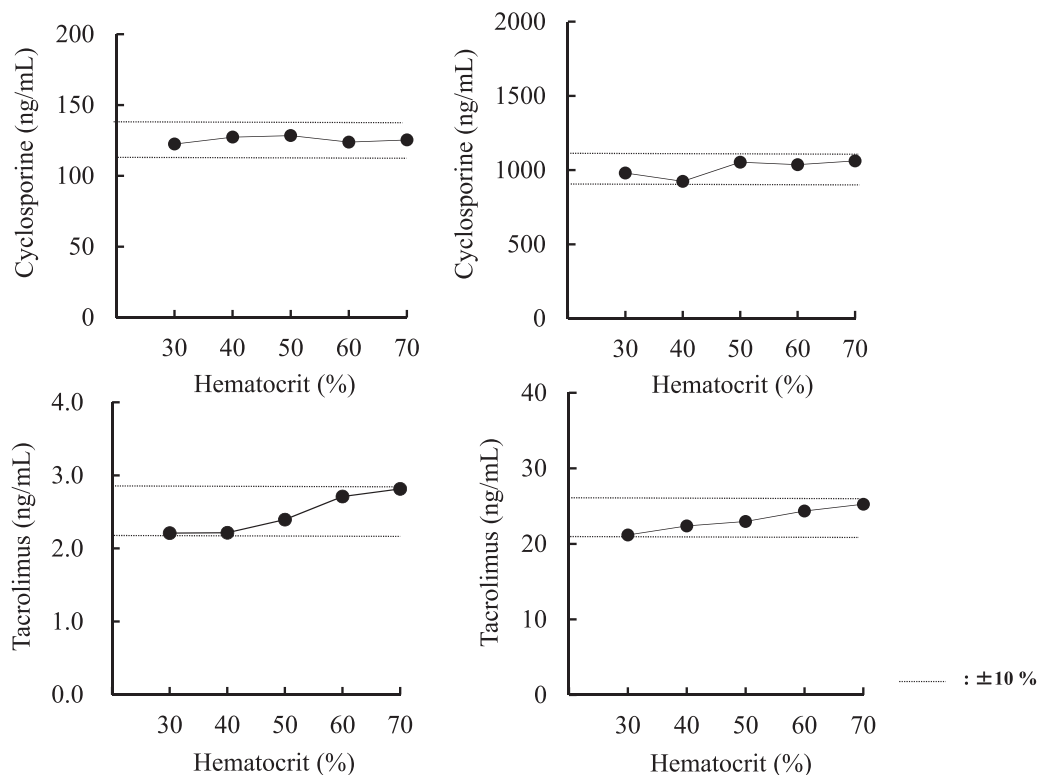 Cyclosporine (ng/mL)
200
150
100
50
0
30 40 50 60 70
Hematocrit (%)
Cyclosporine (ng/mL)
2000
1500
1000
500
0
30 40 50 60 70
Hematocrit (%)
Tacrolimus (ng/mL)
4.0
3.0
2.0
1.0
0.0
30 40 50 60 70
Hematocrit (%)
Tacrolimus (ng/mL)
40
30
20
10
0
30 40 50 60 70
Hematocrit (%)
: ±10 %